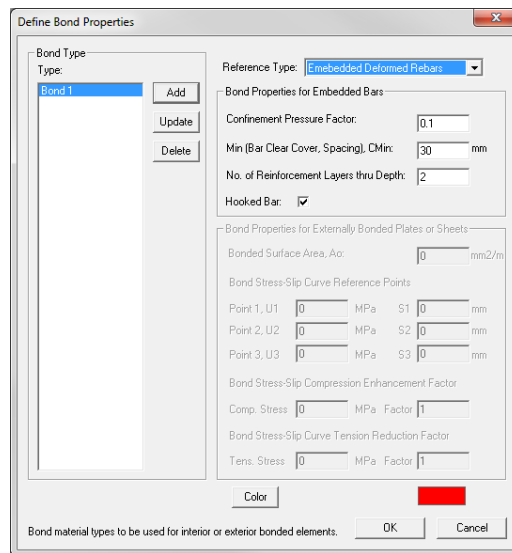 Define Bond Properties
x
Bond Type
Type:
Bond 1
Add
Update
Delete
Reference Type: Emebedded Deformed Rebars
Bond Properties for Embedded Bars
Confinement Pressure Factor: 0.1
Min (Bar Clear Cover, Spacing), CMin: 30 mm
No. of Reinforcement Layers thru Depth: 2
Hooked Bar:
Bond Properties for Externally Bonded Plates or Sheets
Bonded Surface Area, Ao: 0 mm2/m
Bond Stress-Slip Curve Reference Points
Point 1, U1 0 MPa S1 0 mm
Point 2, U2 0 MPa S2 0 mm
Point 3, U3 0 MPa S3 0 mm
Bond Stress-Slip Compression Enhancement Factor
Comp. Stress 0 MPa Factor 1
Bond Stress-Slip Curve Tension Reduction Factor
Tens. Stress 0 MPa Factor 1
Color
Bond material types to be used for interior or exterior bonded elements.
OK
Cancel